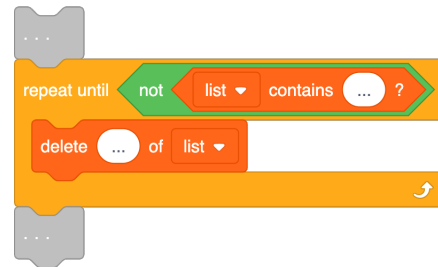 . . .
repeat until not list contains ... ?
delete ... of list
. . .